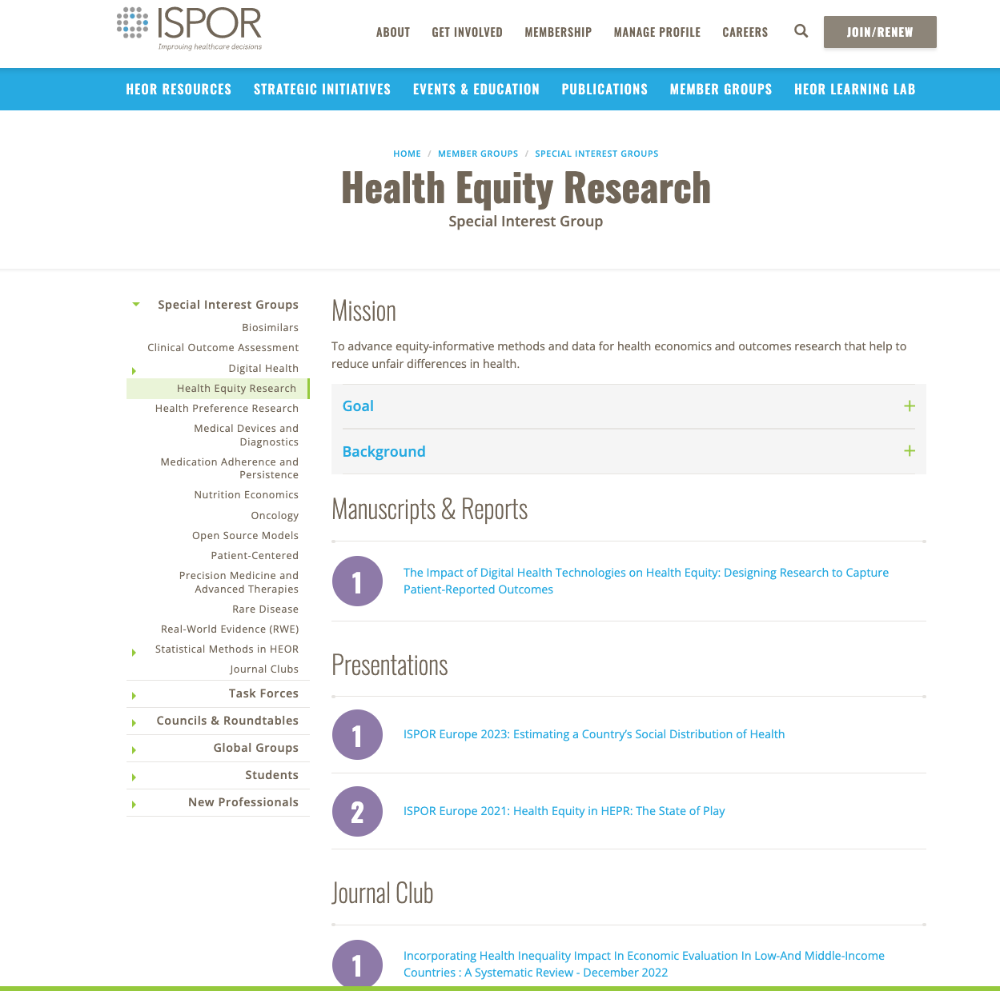 ISPOR
Improving healthcare decisions
ABOUT GET INVOLVED MEMBERSHIP MANAGE PROFILE CAREERS JOIN/RENEW
HEOR RESOURCES STRATEGIC INITIATIVES EVENTS & EDUCATION PUBLICATIONS MEMBER GROUPS HEOR LEARNING LAB
HOME / MEMBER GROUPS / SPECIAL INTEREST GROUPS
Health Equity Research
Special Interest Group
Special Interest Groups
Biosimilars
Clinical Outcome Assessment
Digital Health
Health Equity Research
Health Preference Research
Medical Devices and
Diagnostics
Medication Adherence and
Persistence
Nutrition Economics
Oncology
Open Source Models
Patient-Centered
Precision Medicine and
Advanced Therapies
Rare Disease
Real-World Evidence (RWE)
Statistical Methods in HEOR
Journal Clubs
Task Forces
Councils & Roundtables
Global Groups
Students
New Professionals
Mission
To advance equity-informative methods and data for health economics and outcomes research that help to
reduce unfair differences in health.
Goal +
Background +
Manuscripts & Reports
1
The Impact of Digital Health Technologies on Health Equity: Designing Research to Capture
Patient-Reported Outcomes
Presentations
1 ISPOR Europe 2023: Estimating a Country's Social Distribution of Health
2 ISPOR Europe 2021: Health Equity in HEPR: The State of Play
Journal Club
1
Incorporating Health Inequality Impact In Economic Evaluation In Low-And Middle-Income
Countries : A Systematic Review - December 2022